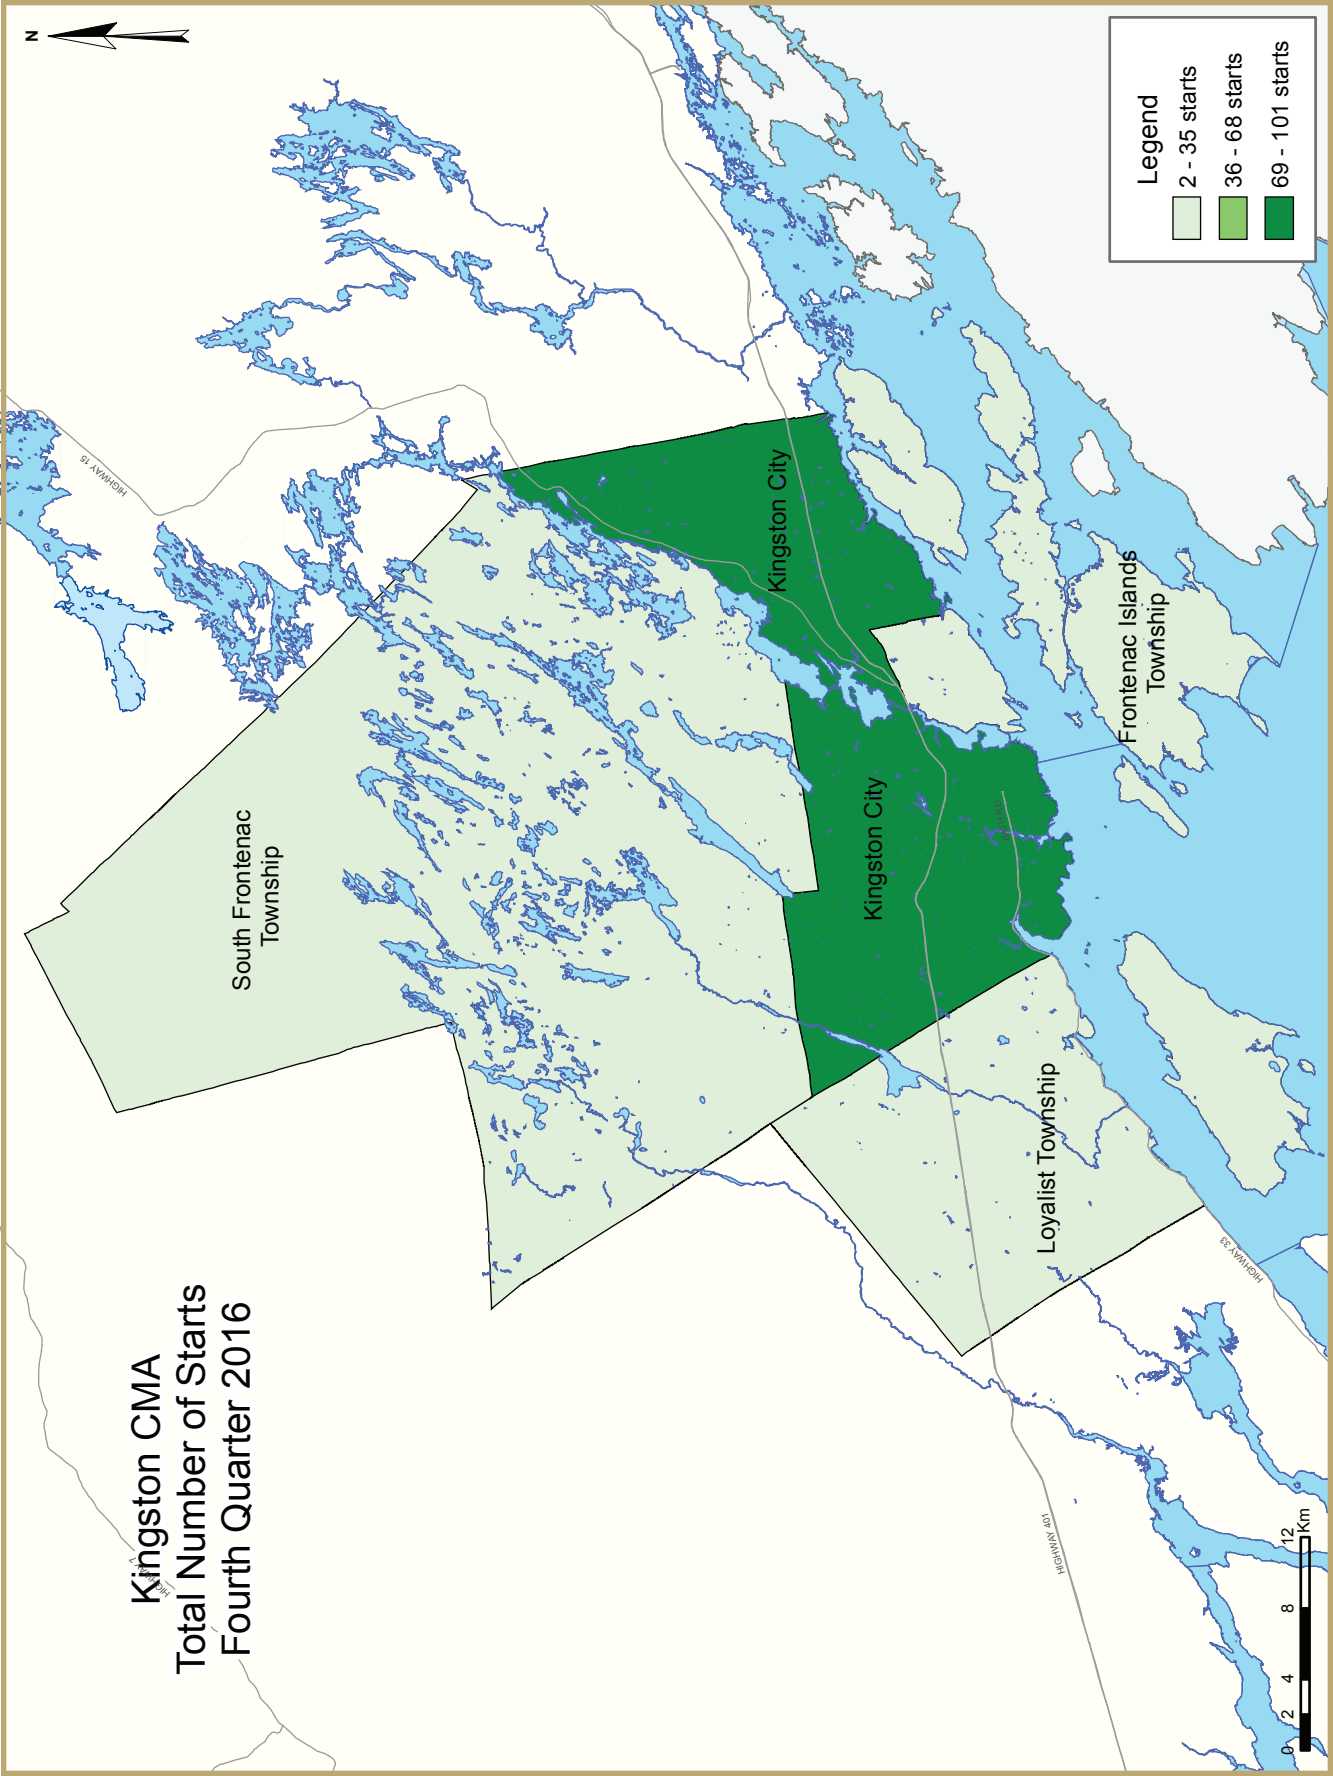 Kingston CMA
Total Number of Starts
Fourth Quarter 2016
N
HIGHWAY 7
HIGHWAY 15
South Frontenac
Township
Kingston City
Kingston City
Loyalist Township
Frontenac Islands
Township
HIGHWAY 401
HIGHWAY 33
Legend
2 - 35 starts
36 - 68 starts
69 - 101 starts
0 2 4 8 12
Km